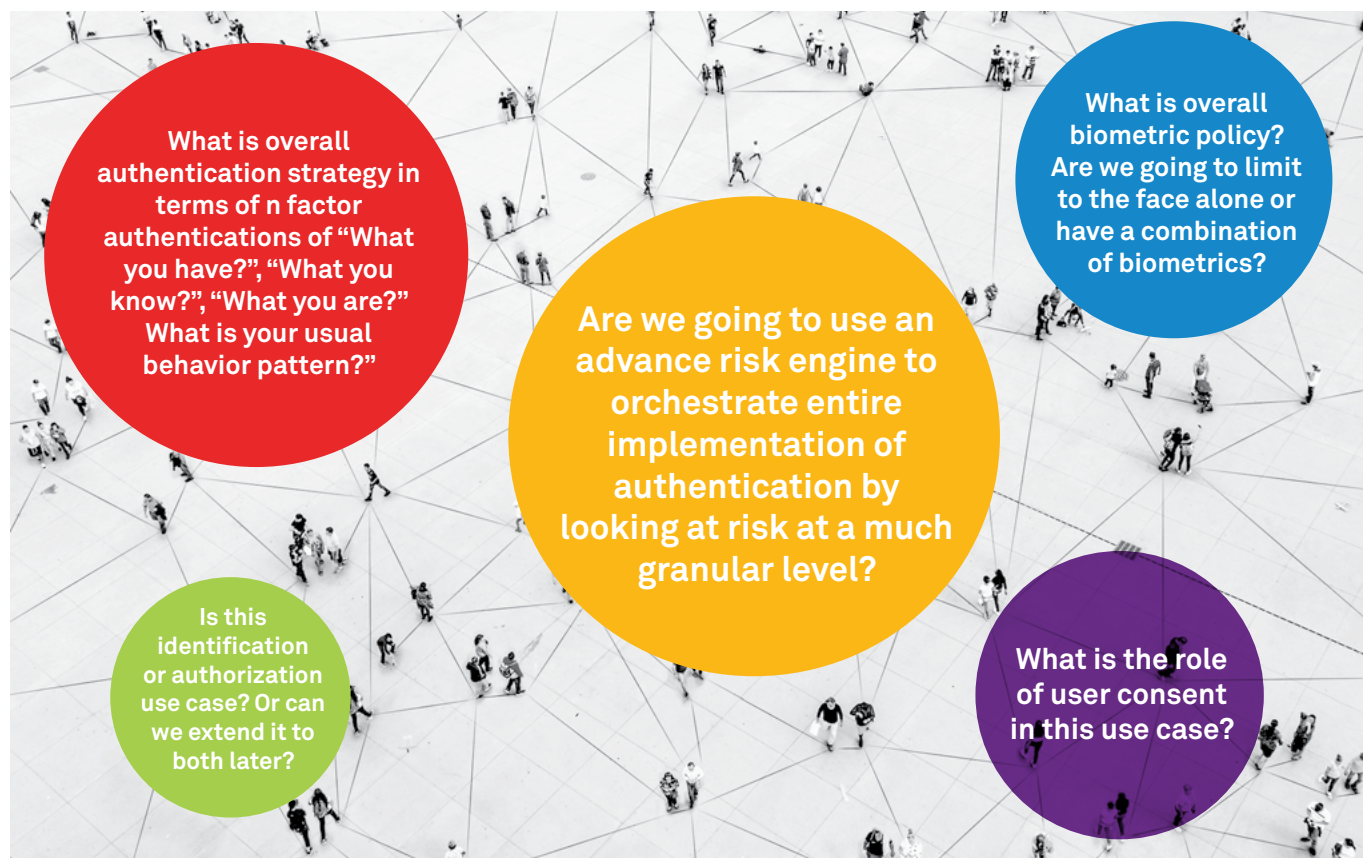 What is overall
authentication strategy in
terms of n factor
authentications of “What
you have?”, “What you
know?”, “What you are?”
What is your usual
behavior pattern?”
What is overall
biometric policy?
Are we going to limit
to the face alone or
have a combination
of biometrics?
Are we going to use an
advance risk engine to
orchestrate entire
implementation of
authentication by
looking at risk at a much
granular level?
Is this
identification
or authorization
use case? Or can
we extend it to
both later?
What is the role
of user consent
in this use case?